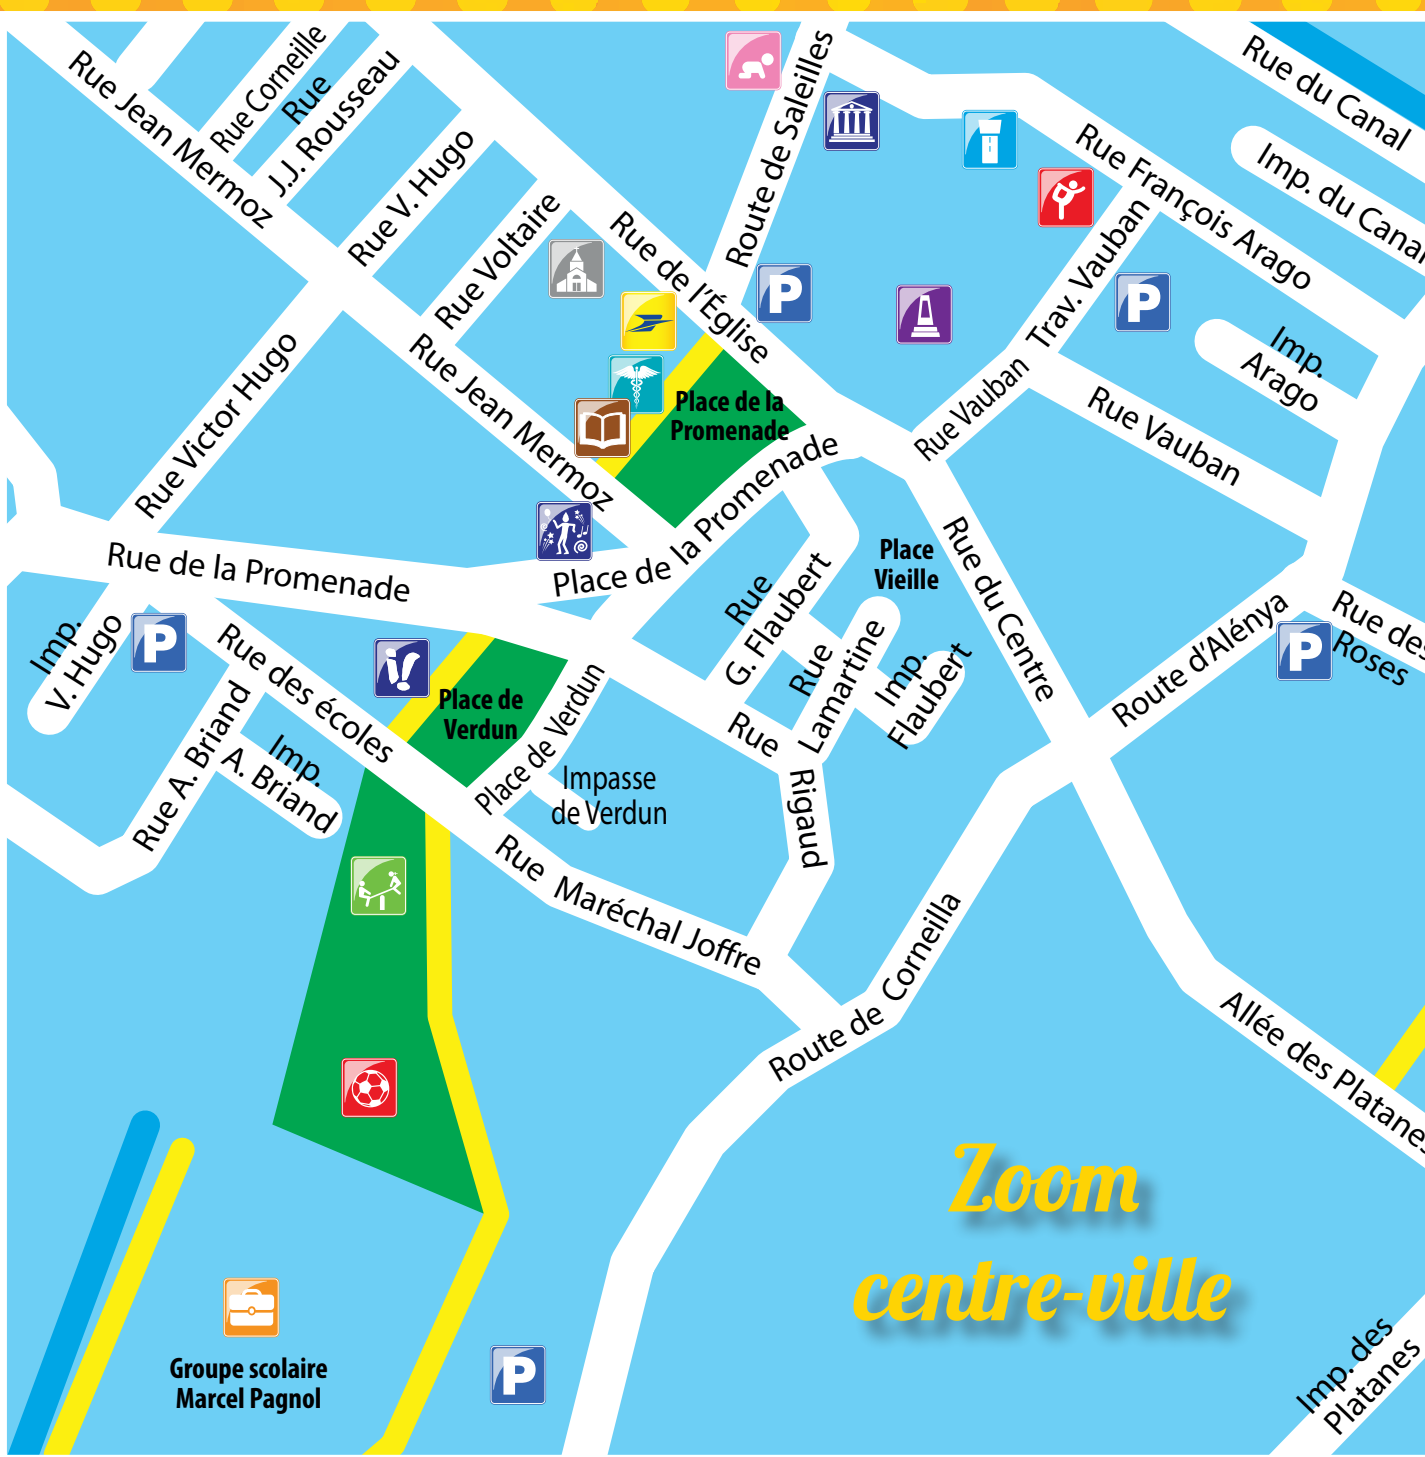 Rue Jean Mermoz
Rue Corneille
Rue
J.J. Rousseau
Rue V. Hugo
Rue Voltaire
Rue de l'Église
Route de Saleilles
Rue du Canal
Imp. du Canal
Rue François Arago
Trav. Vauban
Rue Vauban
Rue Vauban
Imp.
Arago
P
P
Rue Victor Hugo
Rue Jean Mermoz
Place de la
Promenade
Place de la Promenade
Rue de la Promenade
Imp.
V. Hugo
P
Rue des écoles
Rue A. Briand
Imp.
A. Briand
i
Place de
Verdun
Place de Verdun
Impasse
de Verdun
Rue
G. Flaubert
Place
Vieille
Rue
Lamartine
Imp.
Flaubert
Rue du Centre
Route d'Alénya
Rue des
Roses
P
Rue
Rigaud
Rue Maréchal Joffre
Route de Corneilla
Allée des Platanes
Zoom
centre-ville
Groupe scolaire
Marcel Pagnol
P
Imp. des
Platanes